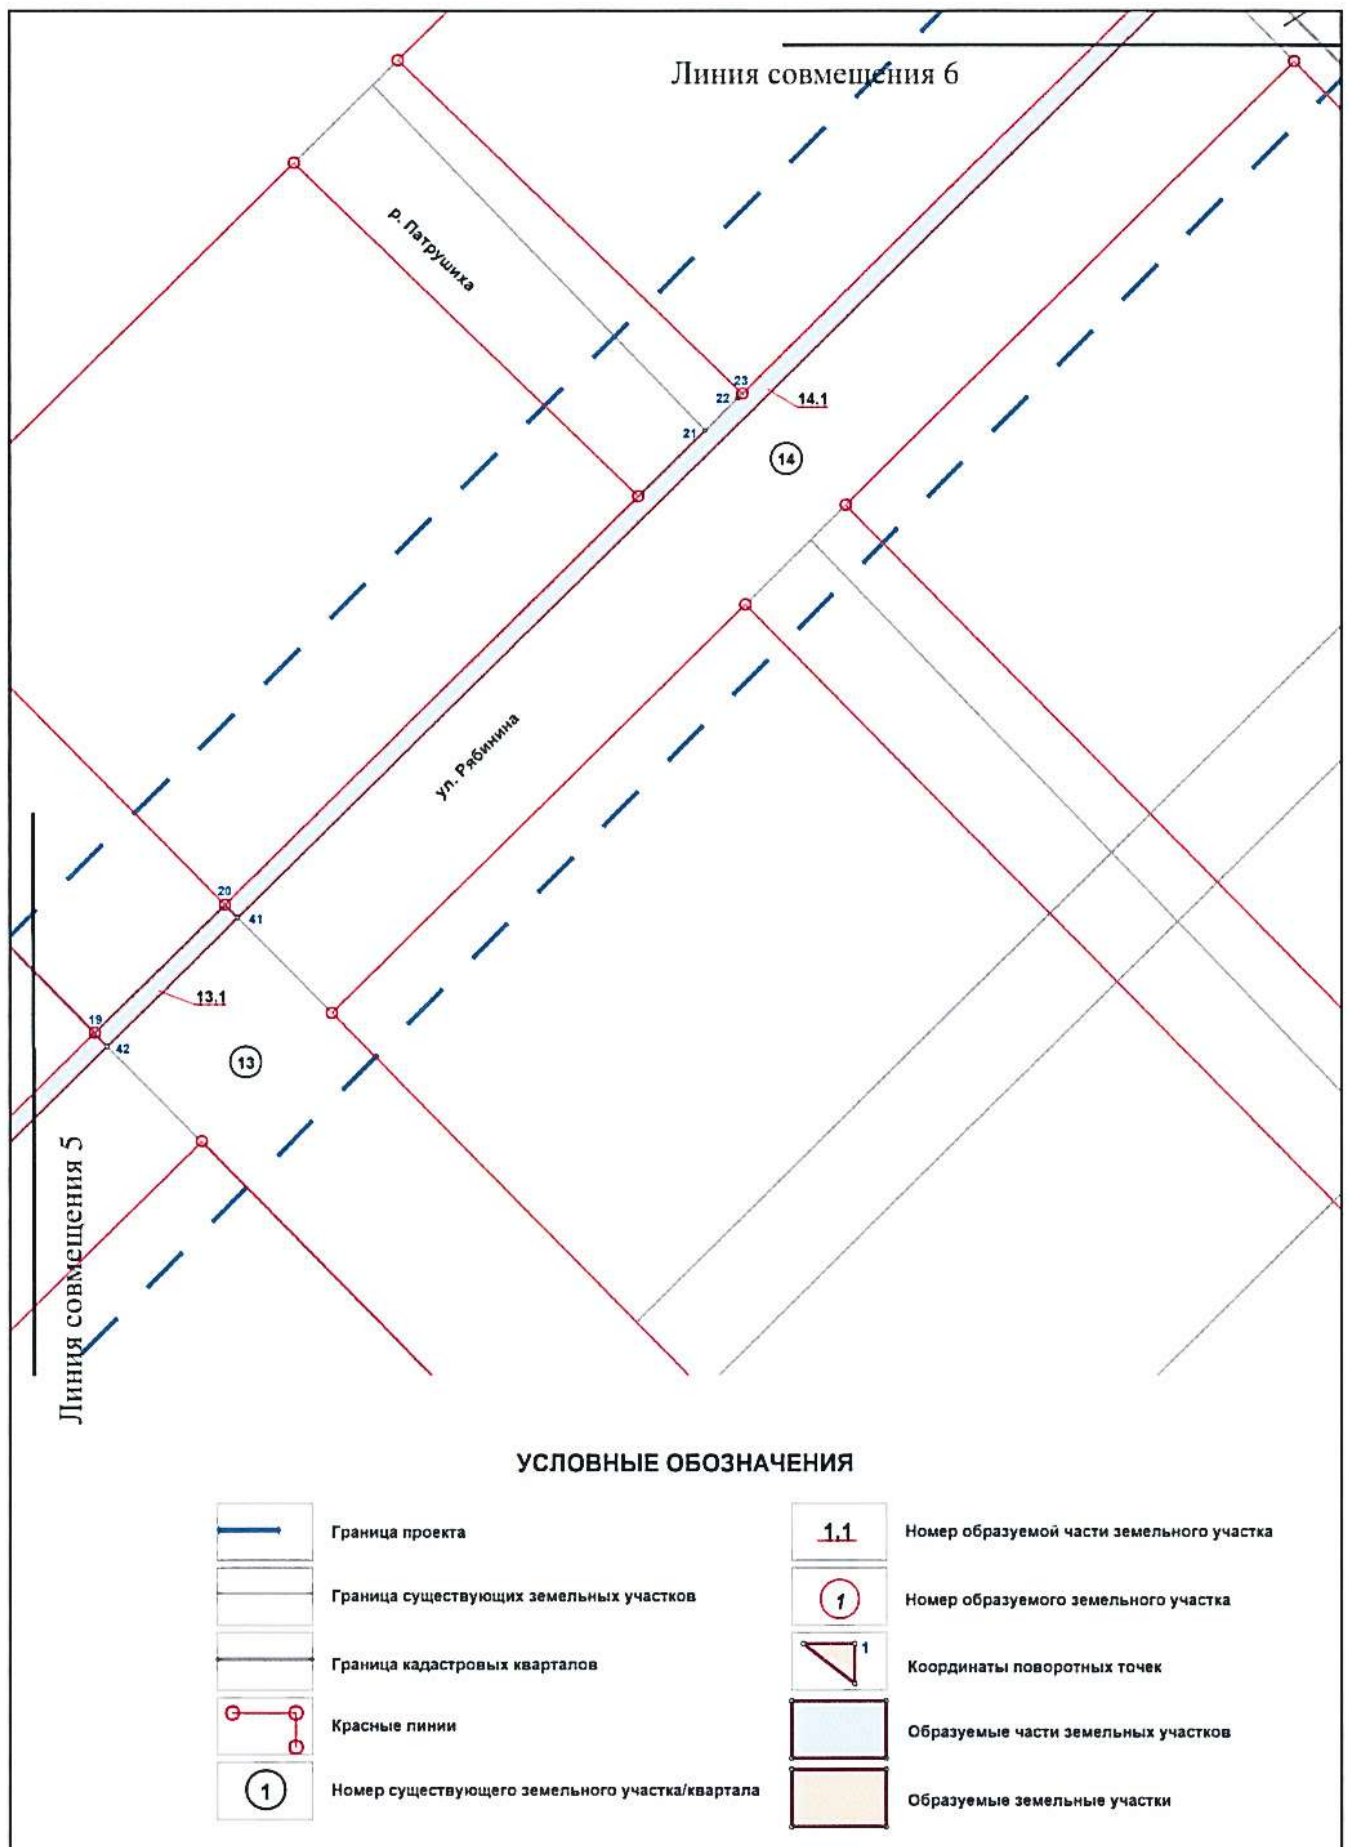 Линия совмещения 6
р. Патрушиха
23
22
14.1
21
14
ул. Рябинина
20
41
13.1
19
42
13
Линия совмещения 5
УСЛОВНЫЕ ОБОЗНАЧЕНИЯ
Граница проекта
1.1
Номер образуемой части земельного участка
Граница существующих земельных участков
1
Номер образуемого земельного участка
Граница кадастровых кварталов
1
Координаты поворотных точек
Красные линии
Образуемые части земельных участков
1
Номер существующего земельного участка/квартала
Образуемые земельные участки